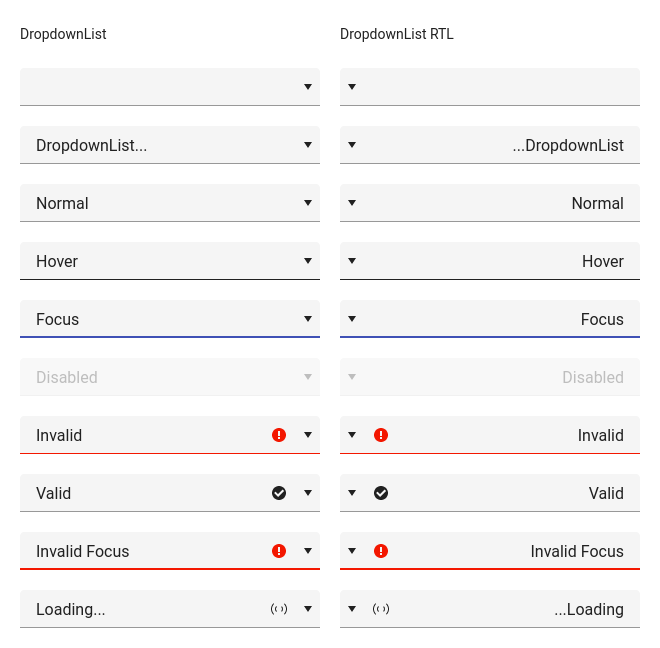 DropdownList
DropdownList RTL
DropdownList...
...DropdownList
Normal
Normal
Hover
Hover
Focus
Focus
Disabled
Disabled
Invalid
Invalid
Valid
Valid
Invalid Focus
Invalid Focus
Loading...
...Loading